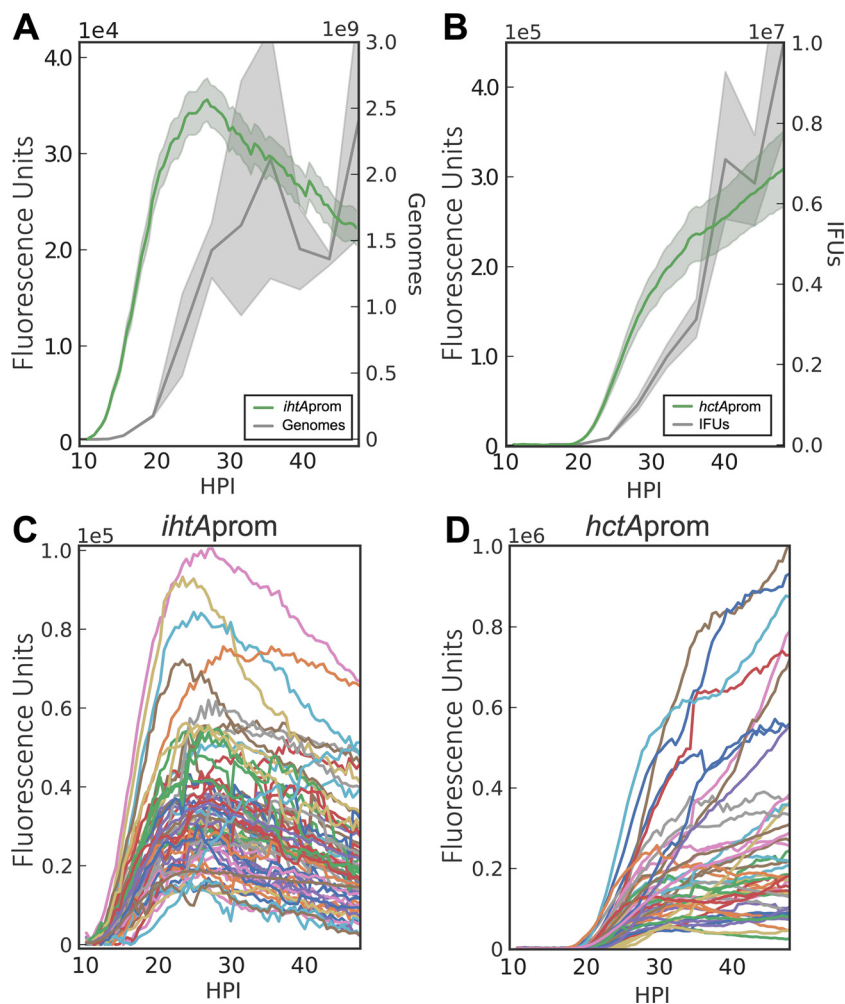 A
1e4
1e9
4.0
3.0
2.0
1.0
0
3.0
2.5
2.0
1.5
1.0
0.5
0
Fluorescence Units
Genomes
ihtAprom
Genomes
10 20 30 40
HPI
B
1e5
1e7
4.0
3.0
2.0
1.0
0
1.0
0.8
0.6
0.4
0.2
0.0
Fluorescence Units
IFUs
hctAprom
IFUs
10 20 30 40
HPI
C
ihtAprom
1e5
1.0
0.8
0.6
0.4
0.2
0
Fluorescence Units
10 20 30 40
HPI
D
hctAprom
1e6
1.0
0.8
0.6
0.4
0.2
0
Fluorescence Units
10 20 30 40
HPI